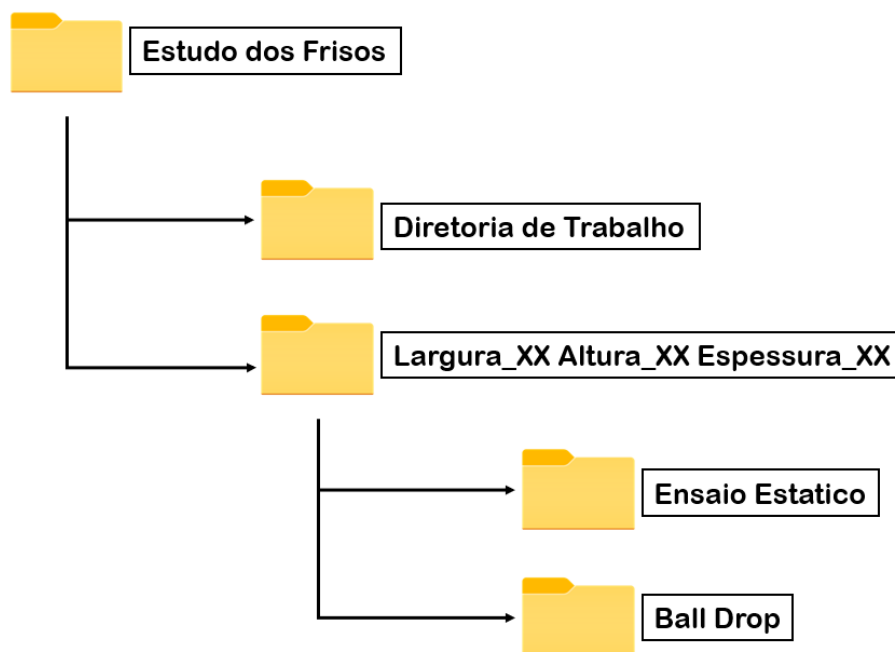 Estudo dos Frisos
Diretoria de Trabalho
Largura_XX Altura_XX Espessura_XX
Ensaio Estatico
Ball Drop